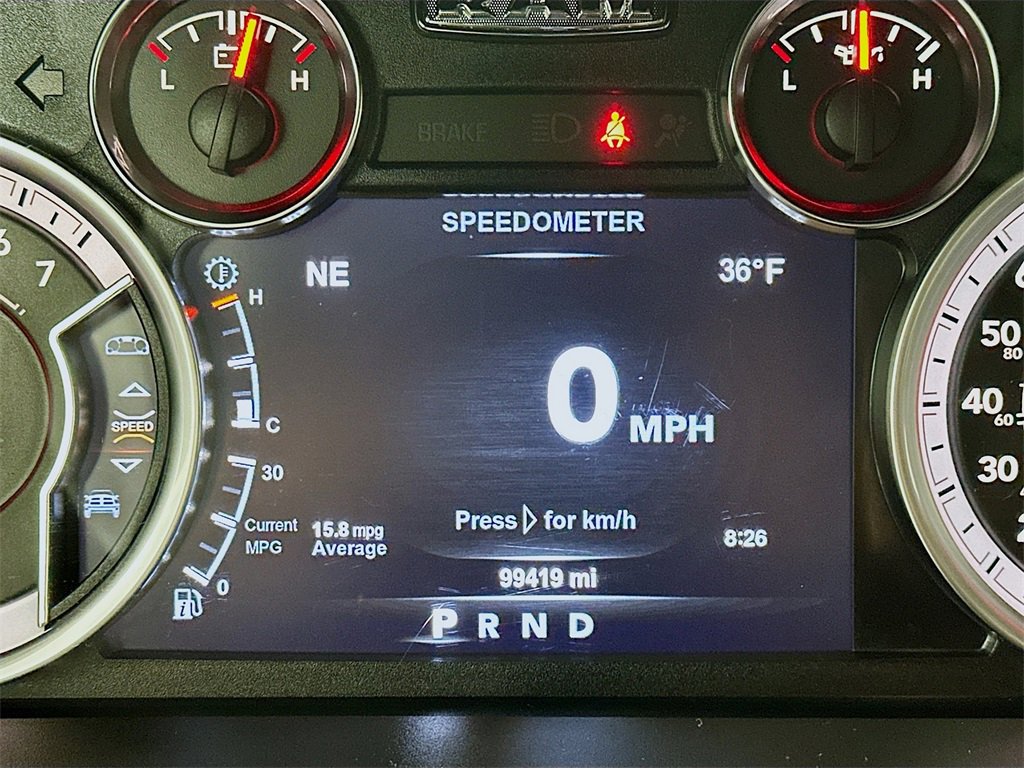 L H
L H
BRAKE
SPEEDOMETER
6
7
NE
36°F
H
50
80
0 MPH
SPEED
40
60
C
30
30
Current MPG
15.8 mpg Average
Press ▷ for km/h
8:26
0
99419 mi
P R N D